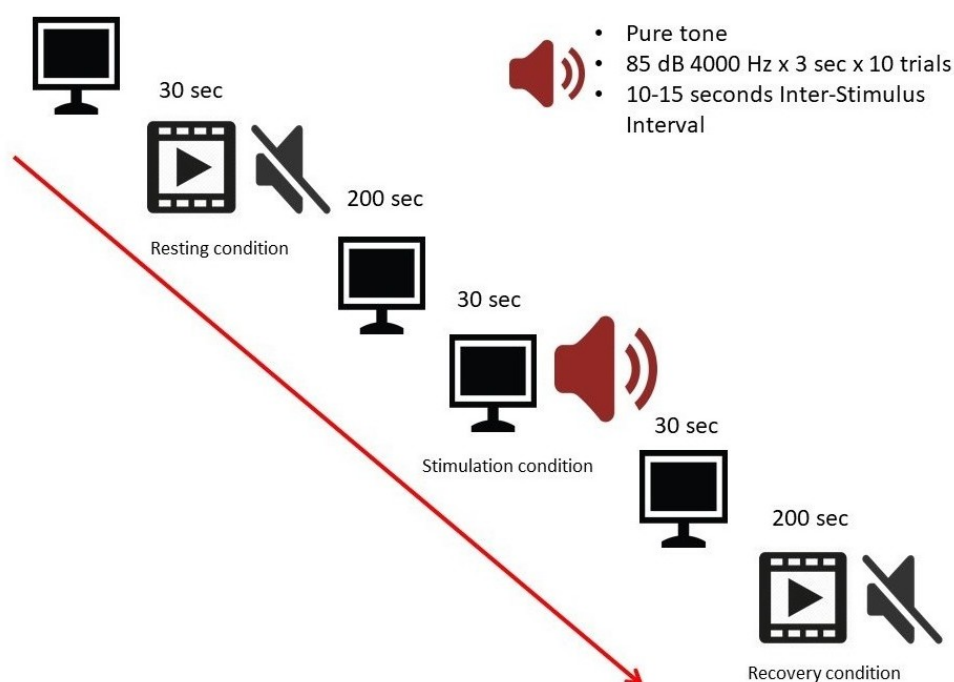 • Pure tone
• 85 dB 4000 Hz x 3 sec x 10 trials
• 10-15 seconds Inter-Stimulus
Interval
30 sec
Resting condition
200 sec
30 sec
Stimulation condition
30 sec
200 sec
Recovery condition